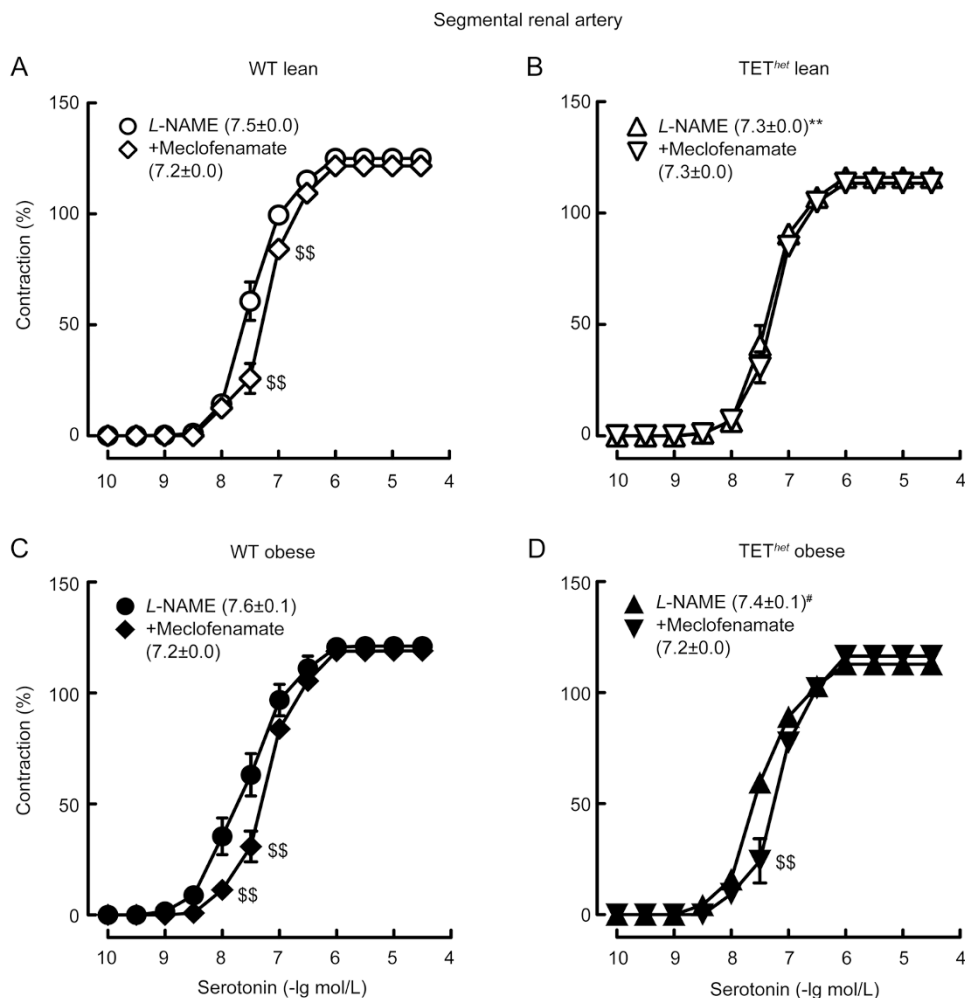 Segmental renal artery
A
WT lean
L-NAME (7.5±0.0)
+Meclofenamate
(7.2±0.0)
Contraction (%)
150
100
50
0
$$
$$
10 9 8 7 6 5 4
B
TEThet lean
L-NAME (7.3±0.0)**
+Meclofenamate
(7.3±0.0)
150
100
50
0
10 9 8 7 6 5 4
C
WT obese
L-NAME (7.6±0.1)
+Meclofenamate
(7.2±0.0)
Contraction (%)
150
100
50
0
$$
$$
10 9 8 7 6 5 4
Serotonin (-lg mol/L)
D
TEThet obese
L-NAME (7.4±0.1)#
+Meclofenamate
(7.2±0.0)
150
100
50
0
$$
10 9 8 7 6 5 4
Serotonin (-lg mol/L)